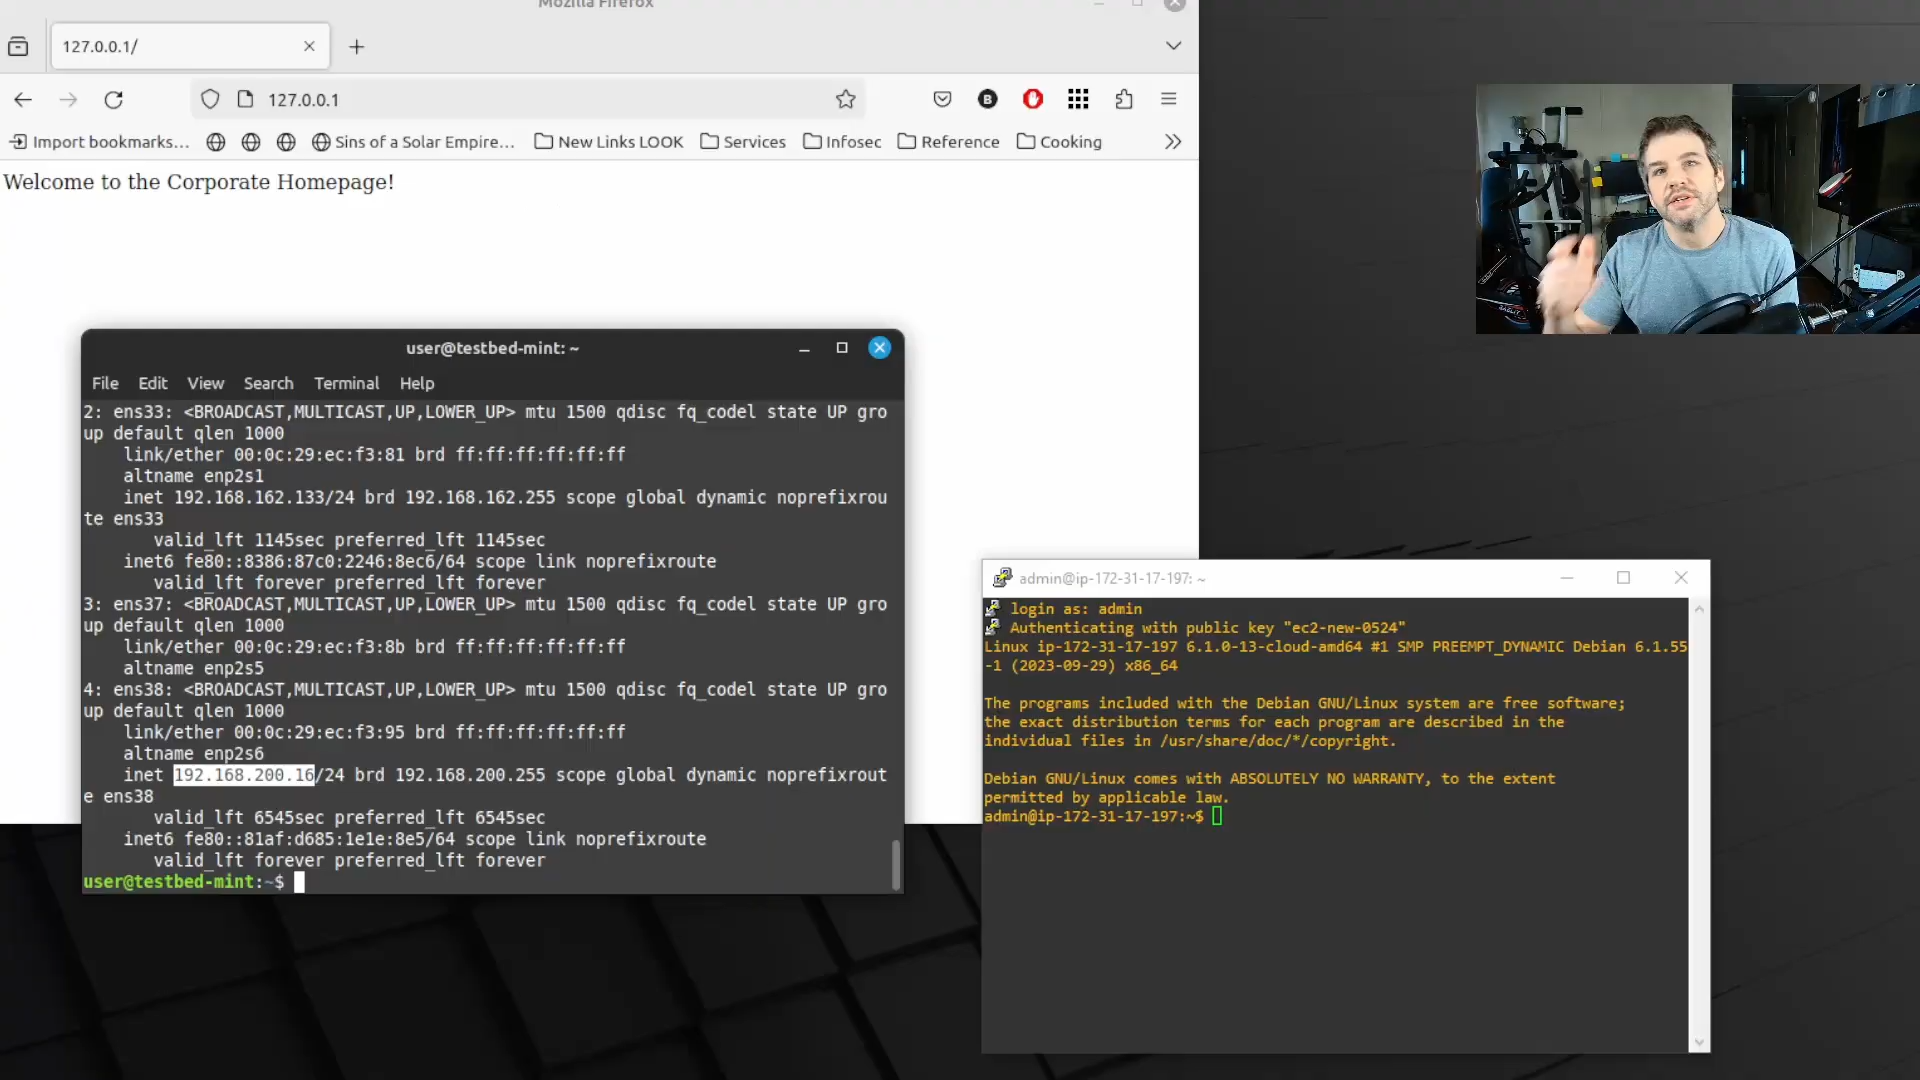 Mozilla Firefox
127.0.0.1/
127.0.0.1
B
Import bookmarks...
Sins of a Solar Empire...
New Links LOOK
Services
Infosec
Reference
Cooking
Welcome to the Corporate Homepage!
user@testbed-mint: ~
File Edit View Search Terminal Help
2: ens33: <BROADCAST,MULTICAST,UP,LOWER_UP> mtu 1500 qdisc fq_codel state UP gro
up default qlen 1000
link/ether 00:0c:29:ec:f3:81 brd ff:ff:ff:ff:ff:ff
altname enp2s1
inet 192.168.162.133/24 brd 192.168.162.255 scope global dynamic noprefixrou
te ens33
valid_lft 1145sec preferred_lft 1145sec
inet6 fe80::8386:87c0:2246:8ec6/64 scope link noprefixroute
valid_lft forever preferred_lft forever
3: ens37: <BROADCAST,MULTICAST,UP,LOWER_UP> mtu 1500 qdisc fq_codel state UP gro
up default qlen 1000
link/ether 00:0c:29:ec:f3:8b brd ff:ff:ff:ff:ff:ff
altname enp2s5
4: ens38: <BROADCAST,MULTICAST,UP,LOWER_UP> mtu 1500 qdisc fq_codel state UP gro
up default qlen 1000
link/ether 00:0c:29:ec:f3:95 brd ff:ff:ff:ff:ff:ff
altname enp2s6
inet 192.168.200.16/24 brd 192.168.200.255 scope global dynamic noprefixrout
e ens38
valid_lft 6545sec preferred_lft 6545sec
inet6 fe80::81af:d685:1e1e:8e5/64 scope link noprefixroute
valid_lft forever preferred_lft forever
user@testbed-mint:~$
admin@ip-172-31-17-197: ~
login as: admin
Authenticating with public key "ec2-new-0524"
Linux ip-172-31-17-197 6.1.0-13-cloud-amd64 #1 SMP PREEMPT_DYNAMIC Debian 6.1.55
-1 (2023-09-29) x86_64
The programs included with the Debian GNU/Linux system are free software;
the exact distribution terms for each program are described in the
individual files in /usr/share/doc/*/copyright.
Debian GNU/Linux comes with ABSOLUTELY NO WARRANTY, to the extent
permitted by applicable law.
admin@ip-172-31-17-197:~$